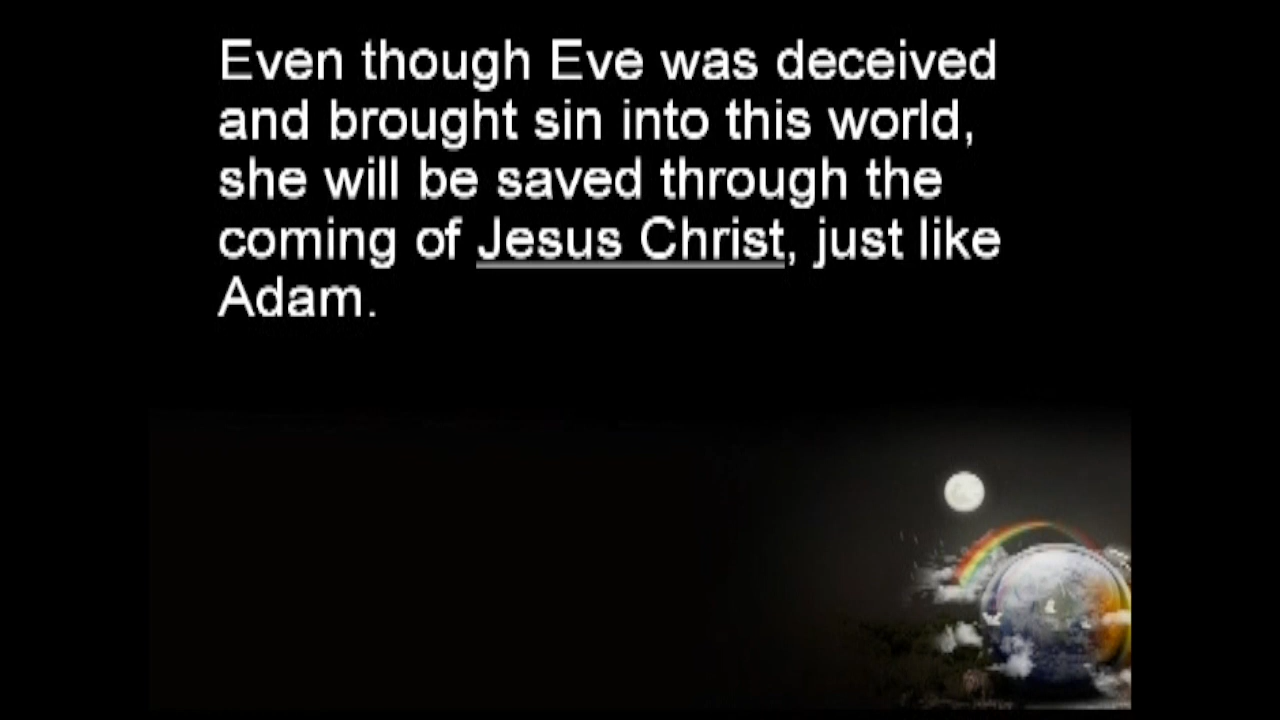 Even though Eve was deceived
and brought sin into this world,
she will be saved through the
coming of Jesus Christ, just like
Adam.